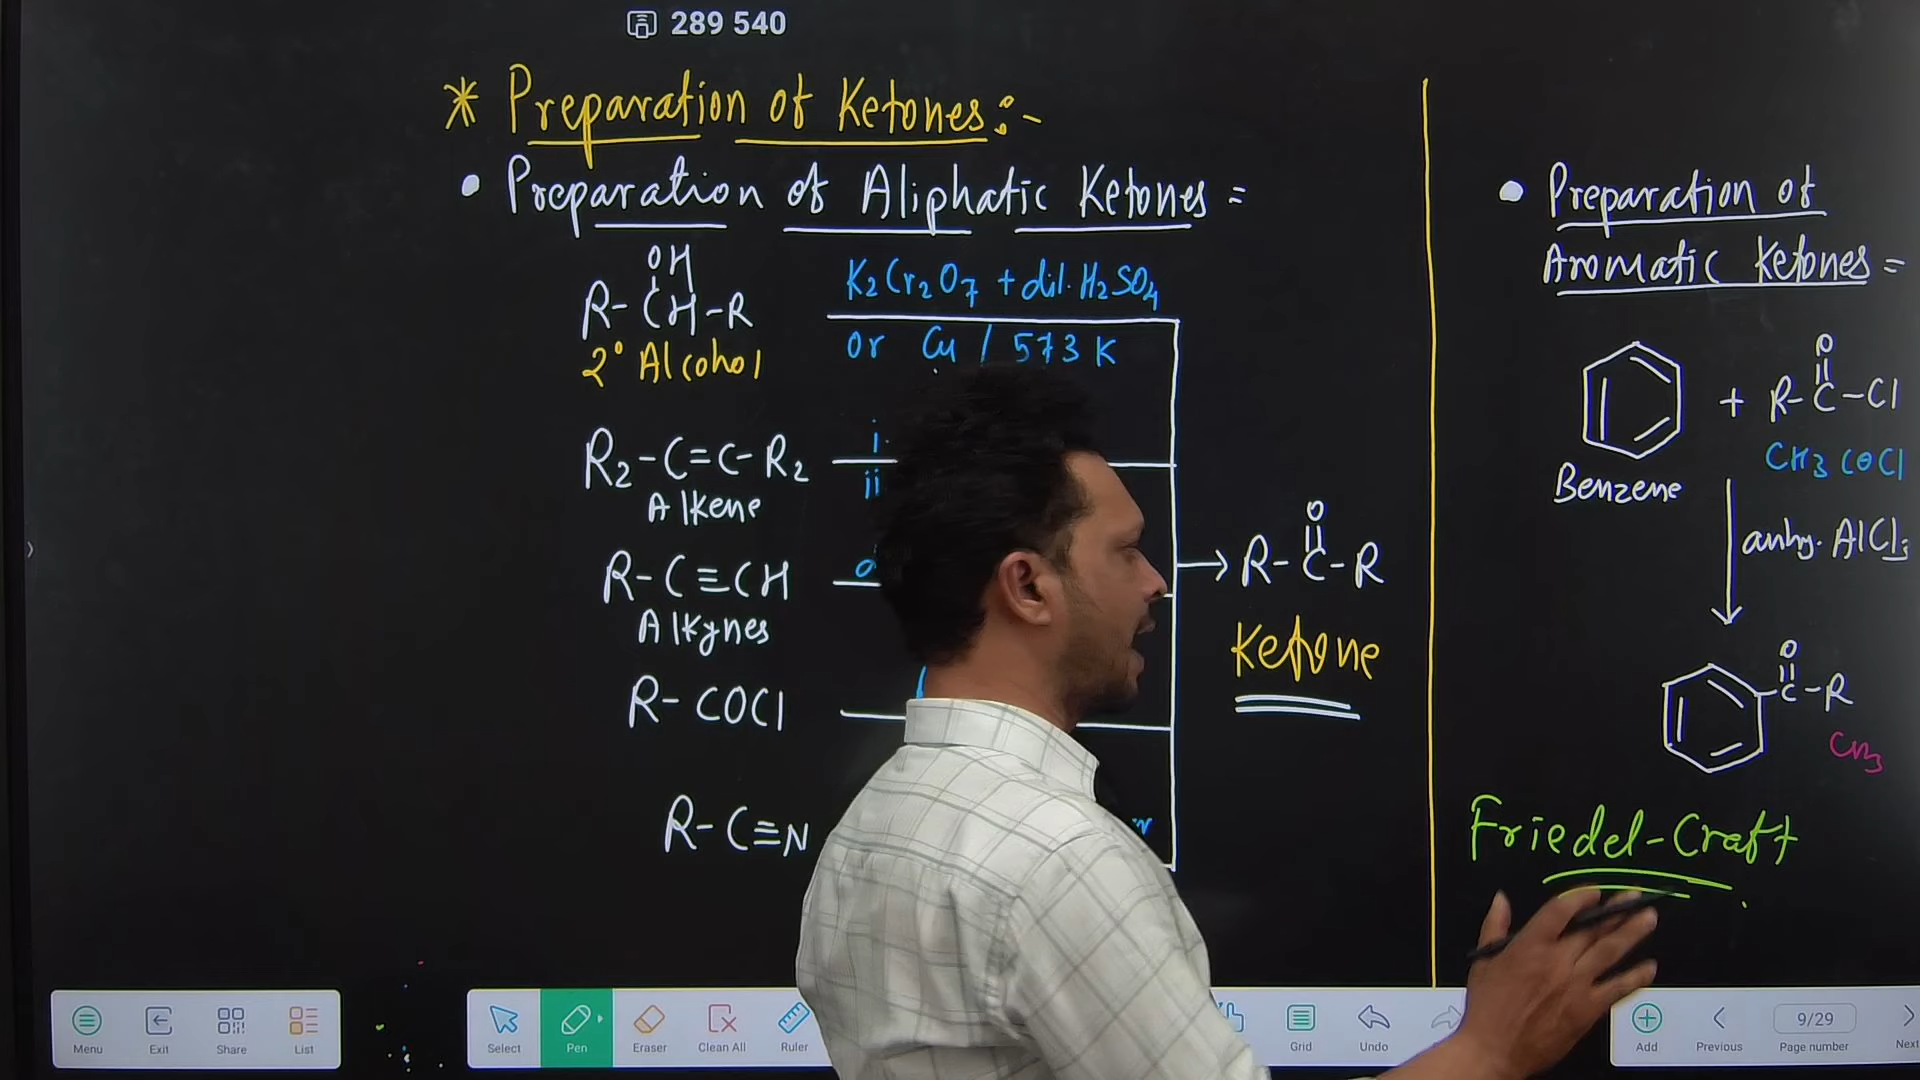 289 540
* Preparation of Ketones:-
• Preparation of Aliphatic Ketones =
OH
R-CH-R
2° Alcohol
K2Cr2O7 + dil. H2SO4
or Cu / 573 K
R2-C=C-R2
Alkene
i
ii
R-C≡CH
Alkynes
R-COCl
R-C≡N
O
R-C-R
Ketone
• Preparation of
Aromatic Ketones =
O
+ R-C-Cl
CH3COCl
Benzene
anhy. AlCl3
O
C-R
CH3
Friedel-Craft
Menu
Exit
Share
List
Select
Pen
Eraser
Clean All
Ruler
Grid
Undo
Add
Previous
9/29
Page number
Next